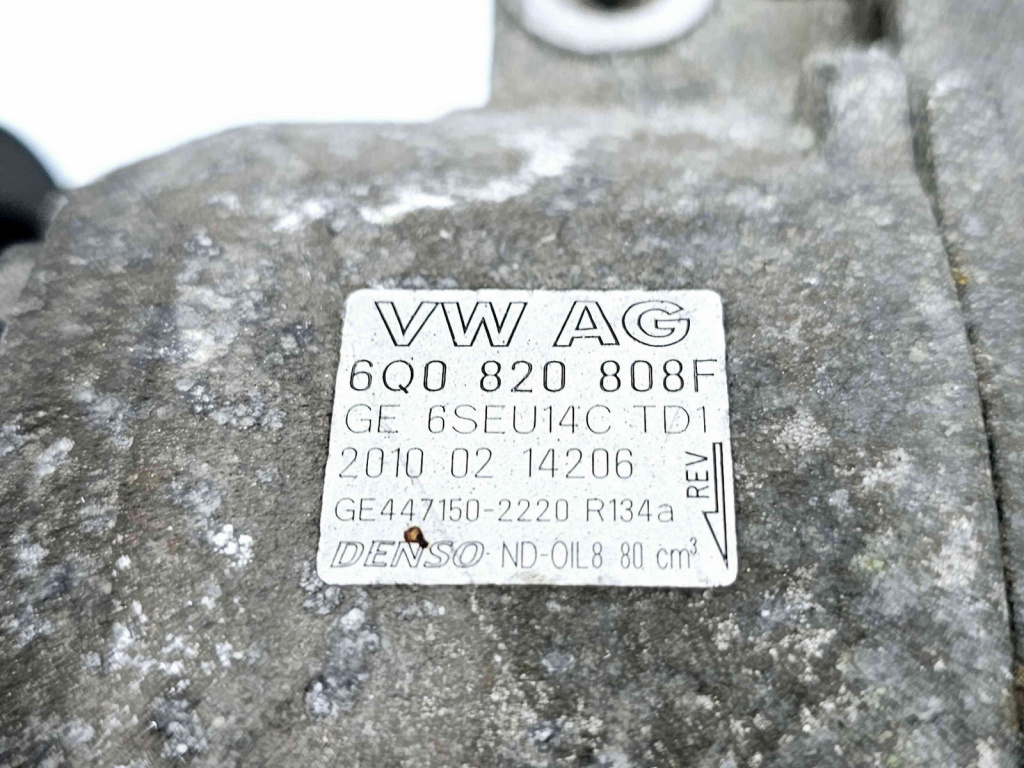 VW AG
6Q0 820 808F
GE 6SEU14C TD1
2010 02 14206
REV
GE447150-2220 R134a
DENSO ND-OIL8 80 cm³